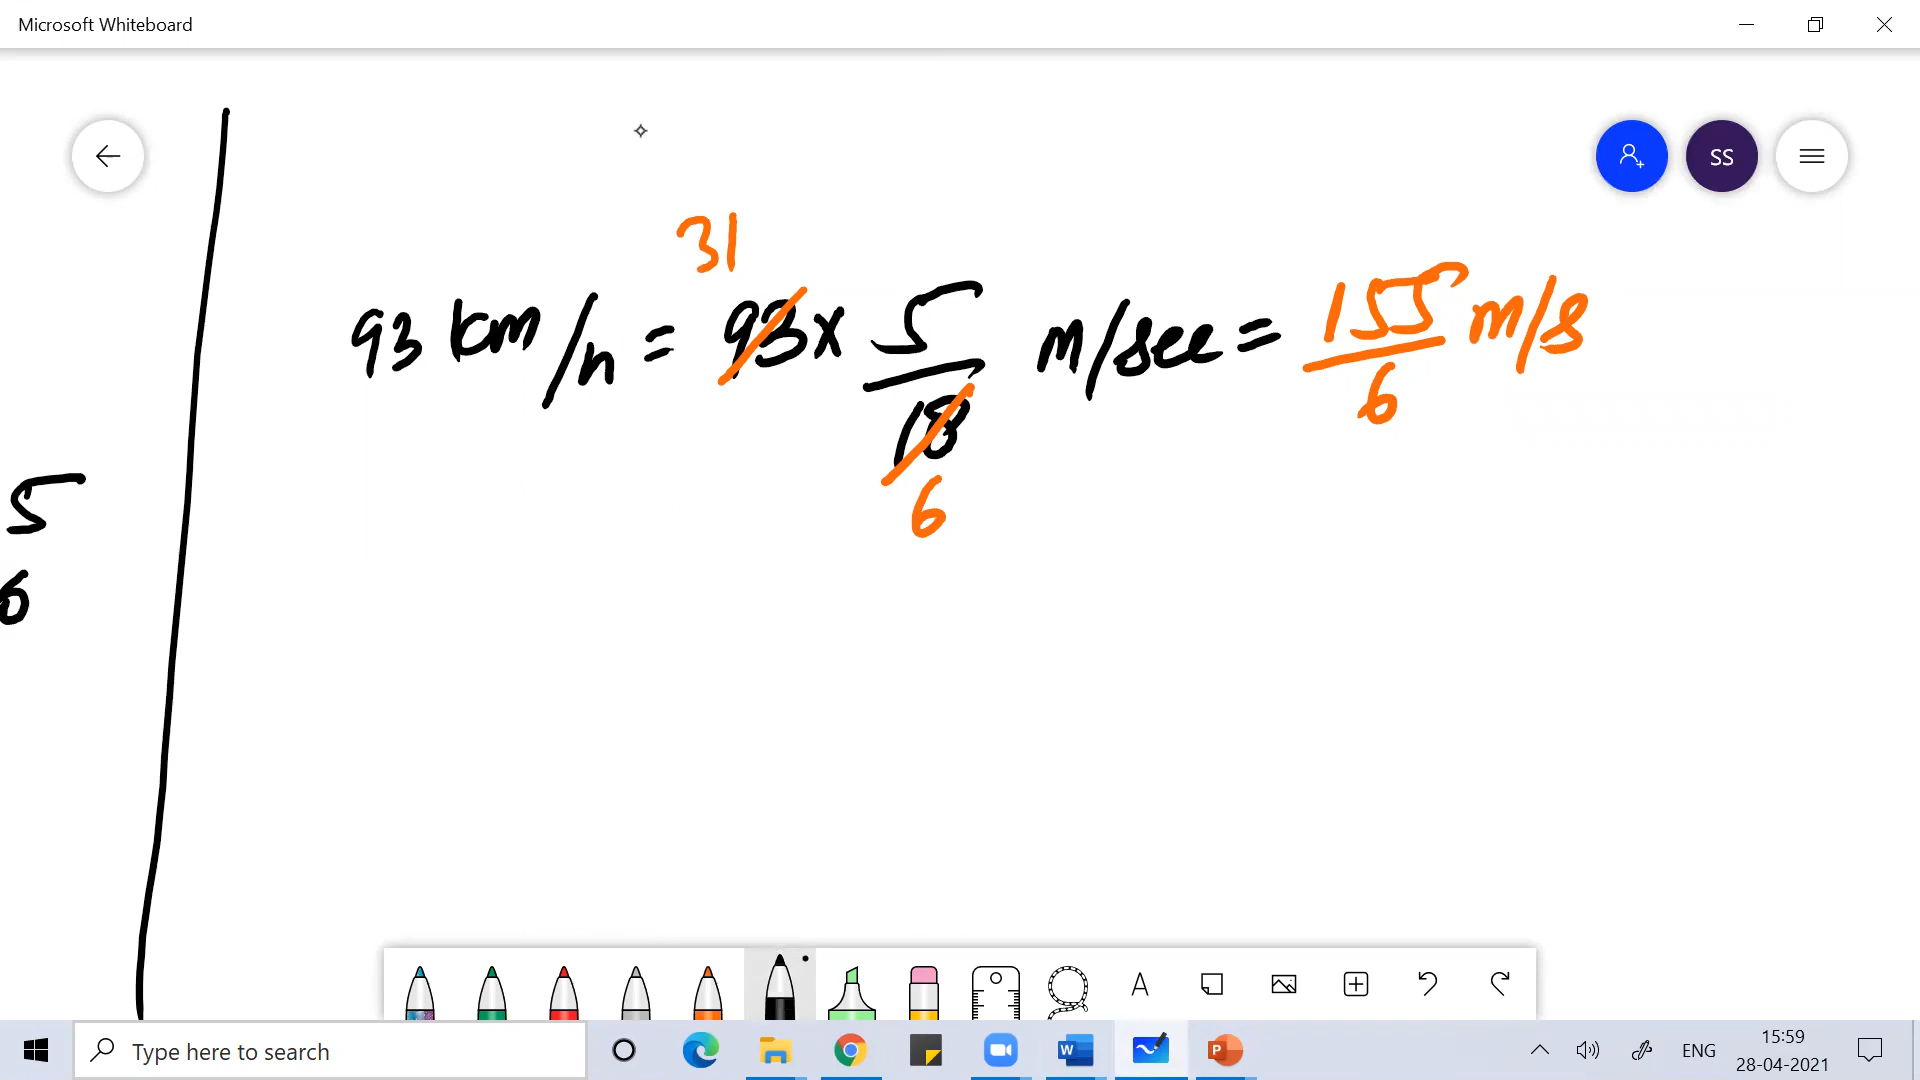 Microsoft Whiteboard
SS
31
93 km/h = 93 x 5/18 m/sec = 155/6 m/s
6
5
6
Type here to search
ENG
15:59
28-04-2021